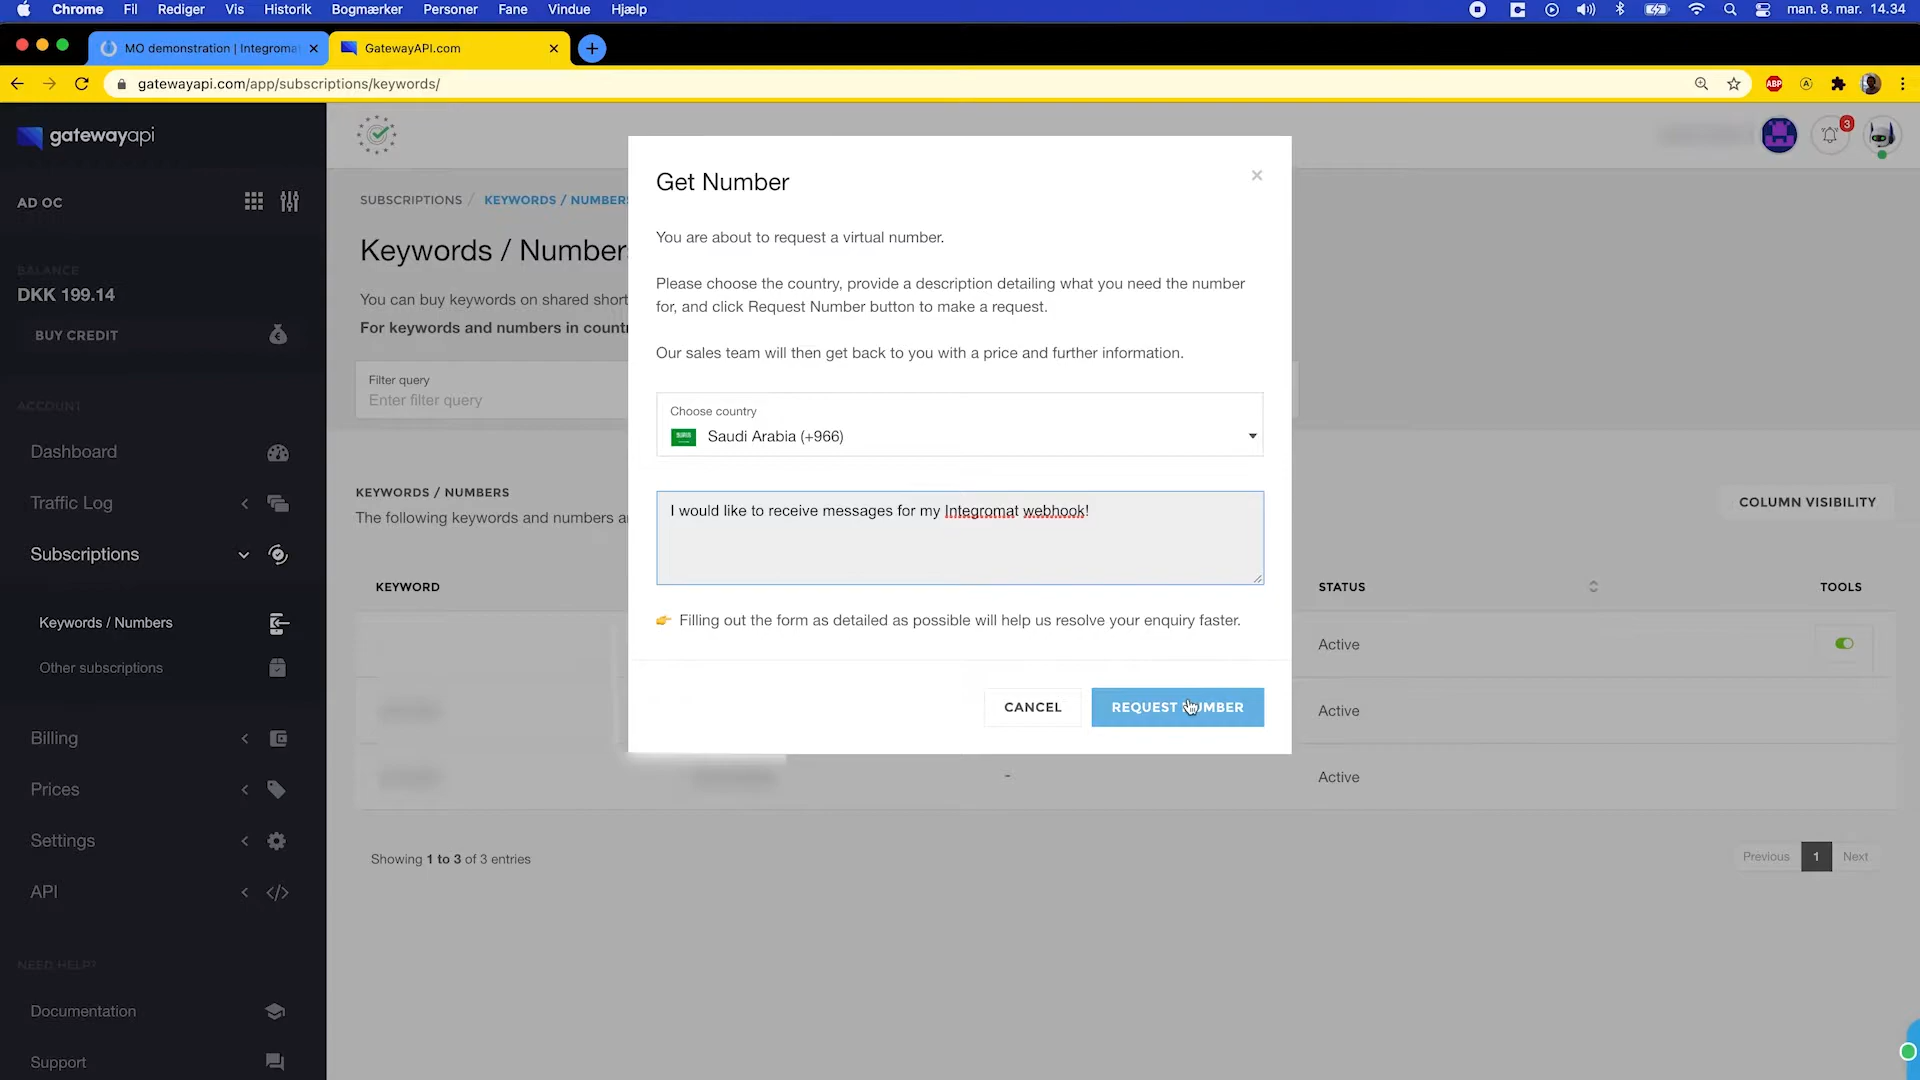 Chrome Fil Rediger Vis Historik Bogmærker Personer Fane Vindue Hjælp man. 8. mar. 14.34
MO demonstration | Integromat
GatewayAPI.com
gatewayapi.com/app/subscriptions/keywords/
ABP
gatewayapi
3
AD OC
BALANCE
DKK 199.14
BUY CREDIT
ACCOUNT
Dashboard
Traffic Log
Subscriptions
Keywords / Numbers
Other subscriptions
Billing
Prices
Settings
API
NEED HELP?
Documentation
Support
SUBSCRIPTIONS / KEYWORDS / NUMBERS
Keywords / Number
You can buy keywords on shared short
For keywords and numbers in countr
Filter query
Enter filter query
KEYWORDS / NUMBERS
The following keywords and numbers a
COLUMN VISIBILITY
KEYWORD STATUS TOOLS
Active
Active
- Active
Showing 1 to 3 of 3 entries
Previous 1 Next
Get Number
×
You are about to request a virtual number.
Please choose the country, provide a description detailing what you need the number
for, and click Request Number button to make a request.
Our sales team will then get back to you with a price and further information.
Choose country
Saudi Arabia (+966)
I would like to receive messages for my Integromat webhook!
Filling out the form as detailed as possible will help us resolve your enquiry faster.
CANCEL
REQUEST NUMBER